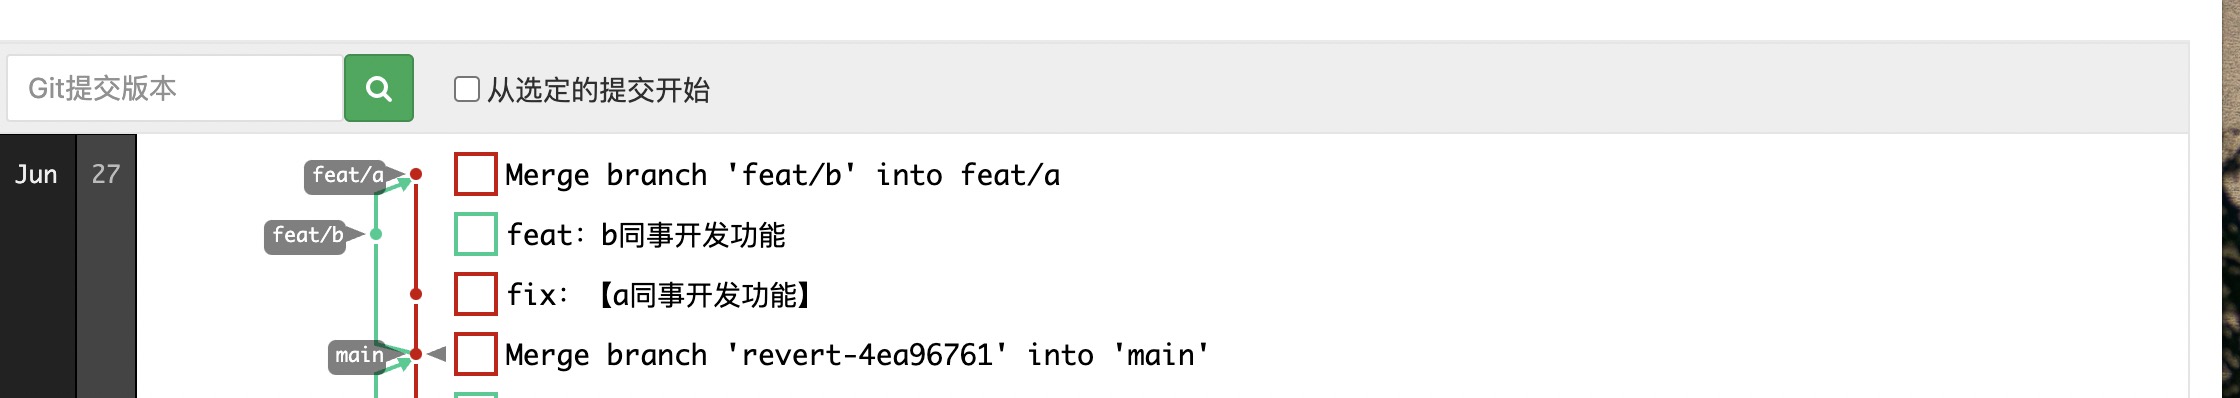 Git提交版本 从选定的提交开始
Jun 27 feat/a Merge branch 'feat/b' into feat/a
feat/b feat: b同事开发功能
fix: 【a同事开发功能】
main Merge branch 'revert-4ea96761' into 'main'